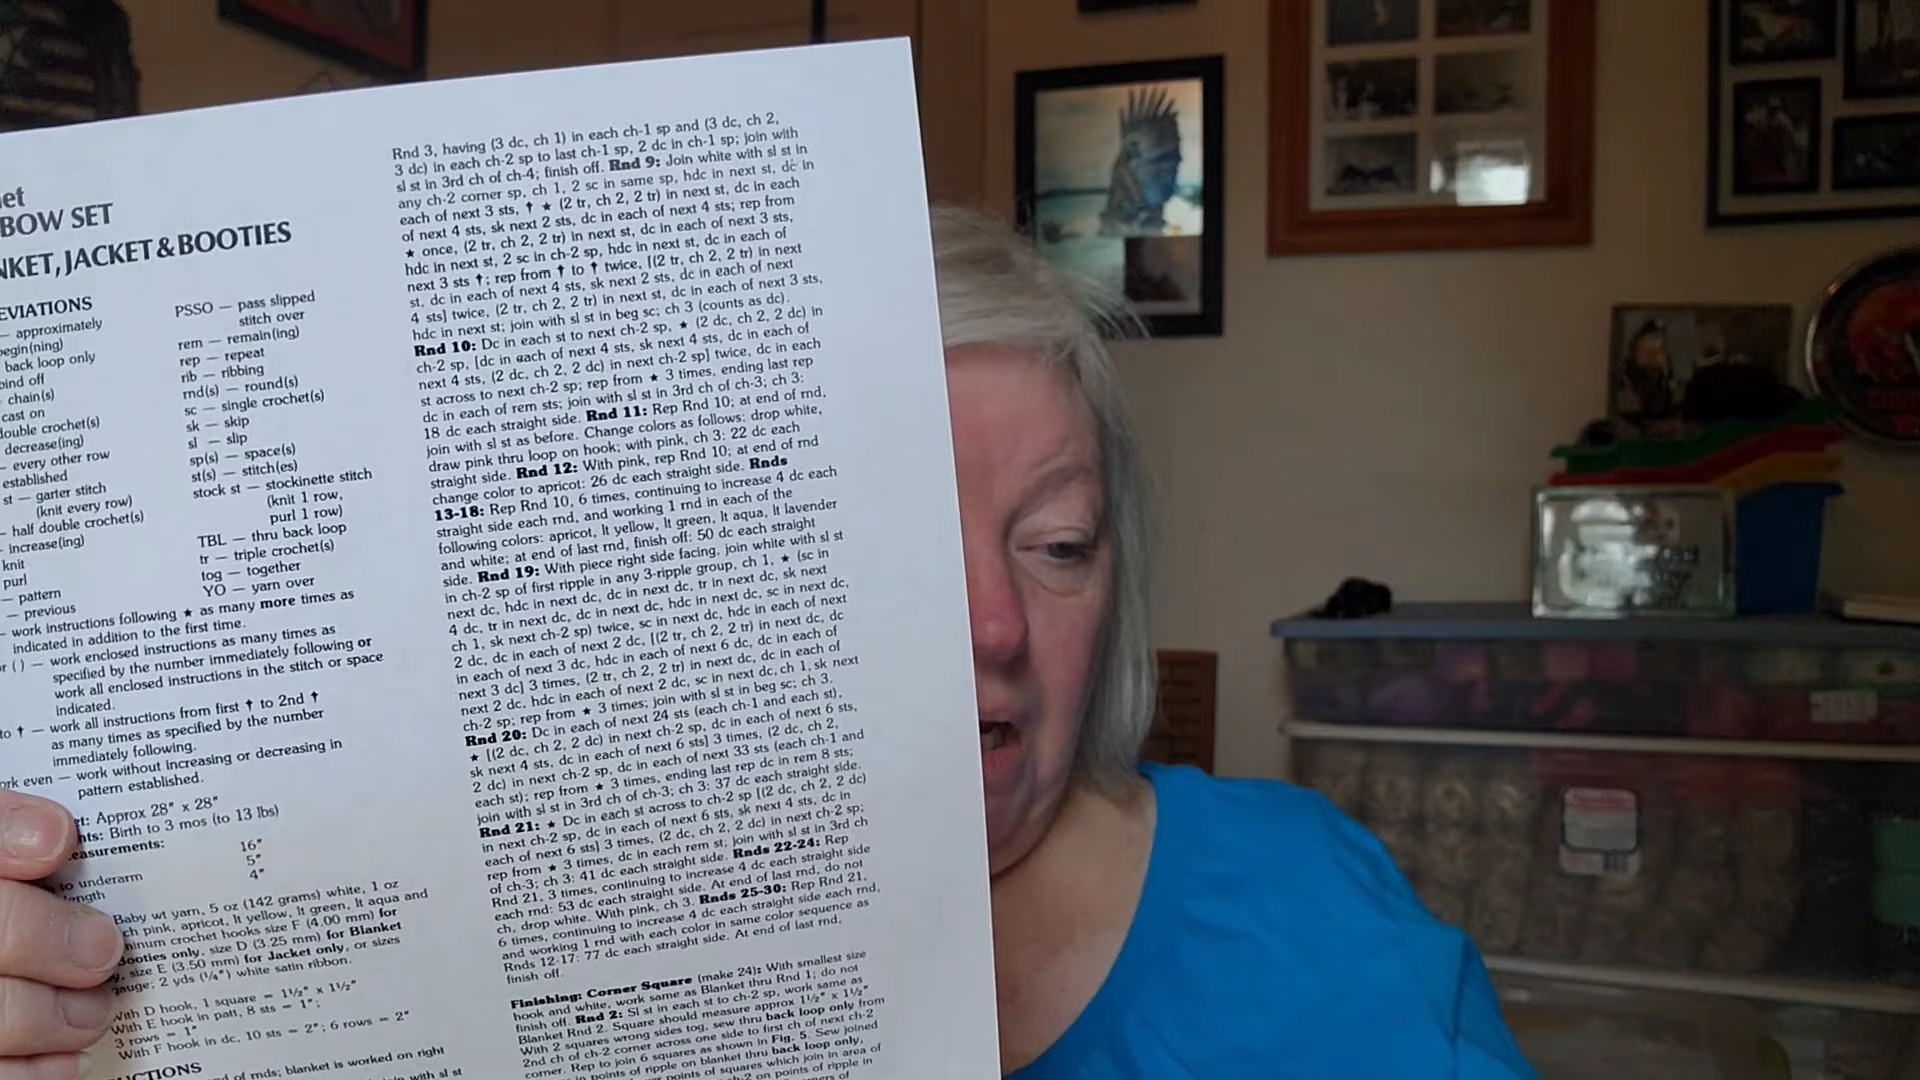 et
BOW SET
NKET, JACKET & BOOTIES
EVIATIONS
— approximately
egin(ning)
back loop only
bind off
chain(s)
cast on
double crochet(s)
decrease(ing)
— every other row
established
st — garter stitch
(knit every row)
— half double crochet(s)
— increase(ing)
knit
purl
— pattern
— previous
PSSO — pass slipped
stitch over
rem — remain(ing)
rep — repeat
rib — ribbing
rnd(s) — round(s)
sc — single crochet(s)
sk — skip
sl — slip
sp(s) — space(s)
st(s) — stitch(es)
stock st — stockinette stitch
(knit 1 row,
purl 1 row)
TBL — thru back loop
tr — triple crochet(s)
tog — together
YO — yarn over
— work instructions following ★ as many more times as
indicated in addition to the first time.
or ( ) — work enclosed instructions as many times as
specified by the number immediately following or
work all enclosed instructions in the stitch or space
indicated.
to † — work all instructions from first † to 2nd †
as many times as specified by the number
immediately following.
ork even — work without increasing or decreasing in
pattern established.
et: Approx 28" x 28"
nts: Birth to 3 mos (to 13 lbs)
easurements:
16"
to underarm 5"
length 4"
Baby wt yarn, 5 oz (142 grams) white, 1 oz
ch pink, apricot, lt yellow, lt green, lt aqua and
minum crochet hooks size F (4.00 mm) for
Booties only, size D (3.25 mm) for Blanket
y, size E (3.50 mm) for Jacket only, or sizes
gauge; 2 yds (¼") white satin ribbon.
With D hook, 1 square = 1½" x 1½"
With E hook in patt, 8 sts = 1";
3 rows = 1"
With F hook in dc, 10 sts = 2"; 6 rows = 2"
UCTIONS
d of rnds; blanket is worked on right
join with sl st
Rnd 3, having (3 dc, ch 1) in each ch-1 sp and (3 dc, ch 2,
3 dc) in each ch-2 sp to last ch-1 sp, 2 dc in ch-1 sp; join with
sl st in 3rd ch of ch-4; finish off. Rnd 9: Join white with sl st in
any ch-2 corner sp, ch 1, 2 sc in same sp, hdc in next st, dc in
each of next 3 sts, † ★ (2 tr, ch 2, 2 tr) in next st, dc in each
of next 4 sts, sk next 2 sts, dc in each of next 4 sts; rep from
★ once, (2 tr, ch 2, 2 tr) in next st, dc in each of next 3 sts,
hdc in next st, 2 sc in ch-2 sp, hdc in next st, dc in each of
next 3 sts †; rep from † to † twice, [(2 tr, ch 2, 2 tr) in next
st, dc in each of next 4 sts, sk next 2 sts, dc in each of next
4 sts] twice, (2 tr, ch 2, 2 tr) in next st, dc in each of next 3 sts,
hdc in next st; join with sl st in beg sc; ch 3 (counts as dc).
Rnd 10: Dc in each st to next ch-2 sp, ★ (2 dc, ch 2, 2 dc) in
ch-2 sp, [dc in each of next 4 sts, sk next 4 sts, dc in each of
next 4 sts, (2 dc, ch 2, 2 dc) in next ch-2 sp] twice, dc in each
st across to next ch-2 sp; rep from ★ 3 times, ending last rep
dc in each of rem sts; join with sl st in 3rd ch of ch-3; ch 3:
18 dc each straight side. Rnd 11: Rep Rnd 10; at end of rnd,
join with sl st as before. Change colors as follows: drop white,
draw pink thru loop on hook; with pink, ch 3: 22 dc each
straight side. Rnd 12: With pink, rep Rnd 10; at end of rnd
change color to apricot: 26 dc each straight side. Rnds
13-18: Rep Rnd 10, 6 times, continuing to increase 4 dc each
straight side each rnd, and working 1 rnd in each of the
following colors: apricot, lt yellow, lt green, lt aqua, lt lavender
and white; at end of last rnd, finish off: 50 dc each straight
side. Rnd 19: With piece right side facing, join white with sl st
in ch-2 sp of first ripple in any 3-ripple group, ch 1, ★ (sc in
next dc, hdc in next dc, dc in next dc, tr in next dc, sk next
4 dc, tr in next dc, dc in next dc, hdc in next dc, sc in next dc,
ch 1, sk next ch-2 sp) twice, sc in next dc, hdc in each of next
2 dc, dc in each of next 2 dc, [(2 tr, ch 2, 2 tr) in next dc, dc
in each of next 3 dc, hdc in each of next 6 dc, dc in each of
next 3 dc] 3 times, (2 tr, ch 2, 2 tr) in next dc, dc in each of
next 2 dc, hdc in each of next 2 dc, sc in next dc, ch 1, sk next
ch-2 sp; rep from ★ 3 times; join with sl st in beg sc; ch 3.
Rnd 20: Dc in each of next 24 sts (each ch-1 and each st),
★ [(2 dc, ch 2, 2 dc) in next ch-2 sp, dc in each of next 6 sts,
sk next 4 sts, dc in each of next 6 sts] 3 times, (2 dc, ch 2,
2 dc) in next ch-2 sp, dc in each of next 33 sts (each ch-1 and
each st); rep from ★ 3 times, ending last rep dc in rem 8 sts;
join with sl st in 3rd ch of ch-3; ch 3: 37 dc each straight side.
Rnd 21: ★ Dc in each st across to ch-2 sp [(2 dc, ch 2, 2 dc)
in next ch-2 sp, dc in each of next 6 sts, sk next 4 sts, dc in
each of next 6 sts] 3 times, (2 dc, ch 2, 2 dc) in next ch-2 sp;
rep from ★ 3 times, dc in each rem st; join with sl st in 3rd ch
of ch-3; ch 3: 41 dc each straight side. Rnds 22-24: Rep
Rnd 21, 3 times, continuing to increase 4 dc each straight side
each rnd: 53 dc each straight side. At end of last rnd, do not
ch, drop white. With pink, ch 3. Rnds 25-30: Rep Rnd 21,
6 times, continuing to increase 4 dc each straight side each rnd,
and working 1 rnd with each color in same color sequence as
Rnds 12-17: 77 dc each straight side. At end of last rnd,
finish off.
Finishing: Corner Square (make 24): With smallest size
hook and white, work same as Blanket thru Rnd 1; do not
finish off. Rnd 2: Sl st in each st to ch-2 sp, work same as
Blanket Rnd 2. Square should measure approx 1½" x 1½"
With 2 squares wrong sides tog, sew thru back loop only from
2nd ch of ch-2 corner across one side to first ch of next ch-2
corner. Rep to join 6 squares as shown in Fig. 5. Sew joined
in points of ripple on blanket thru back loop only,
points of squares which join in area of
on points of ripple in